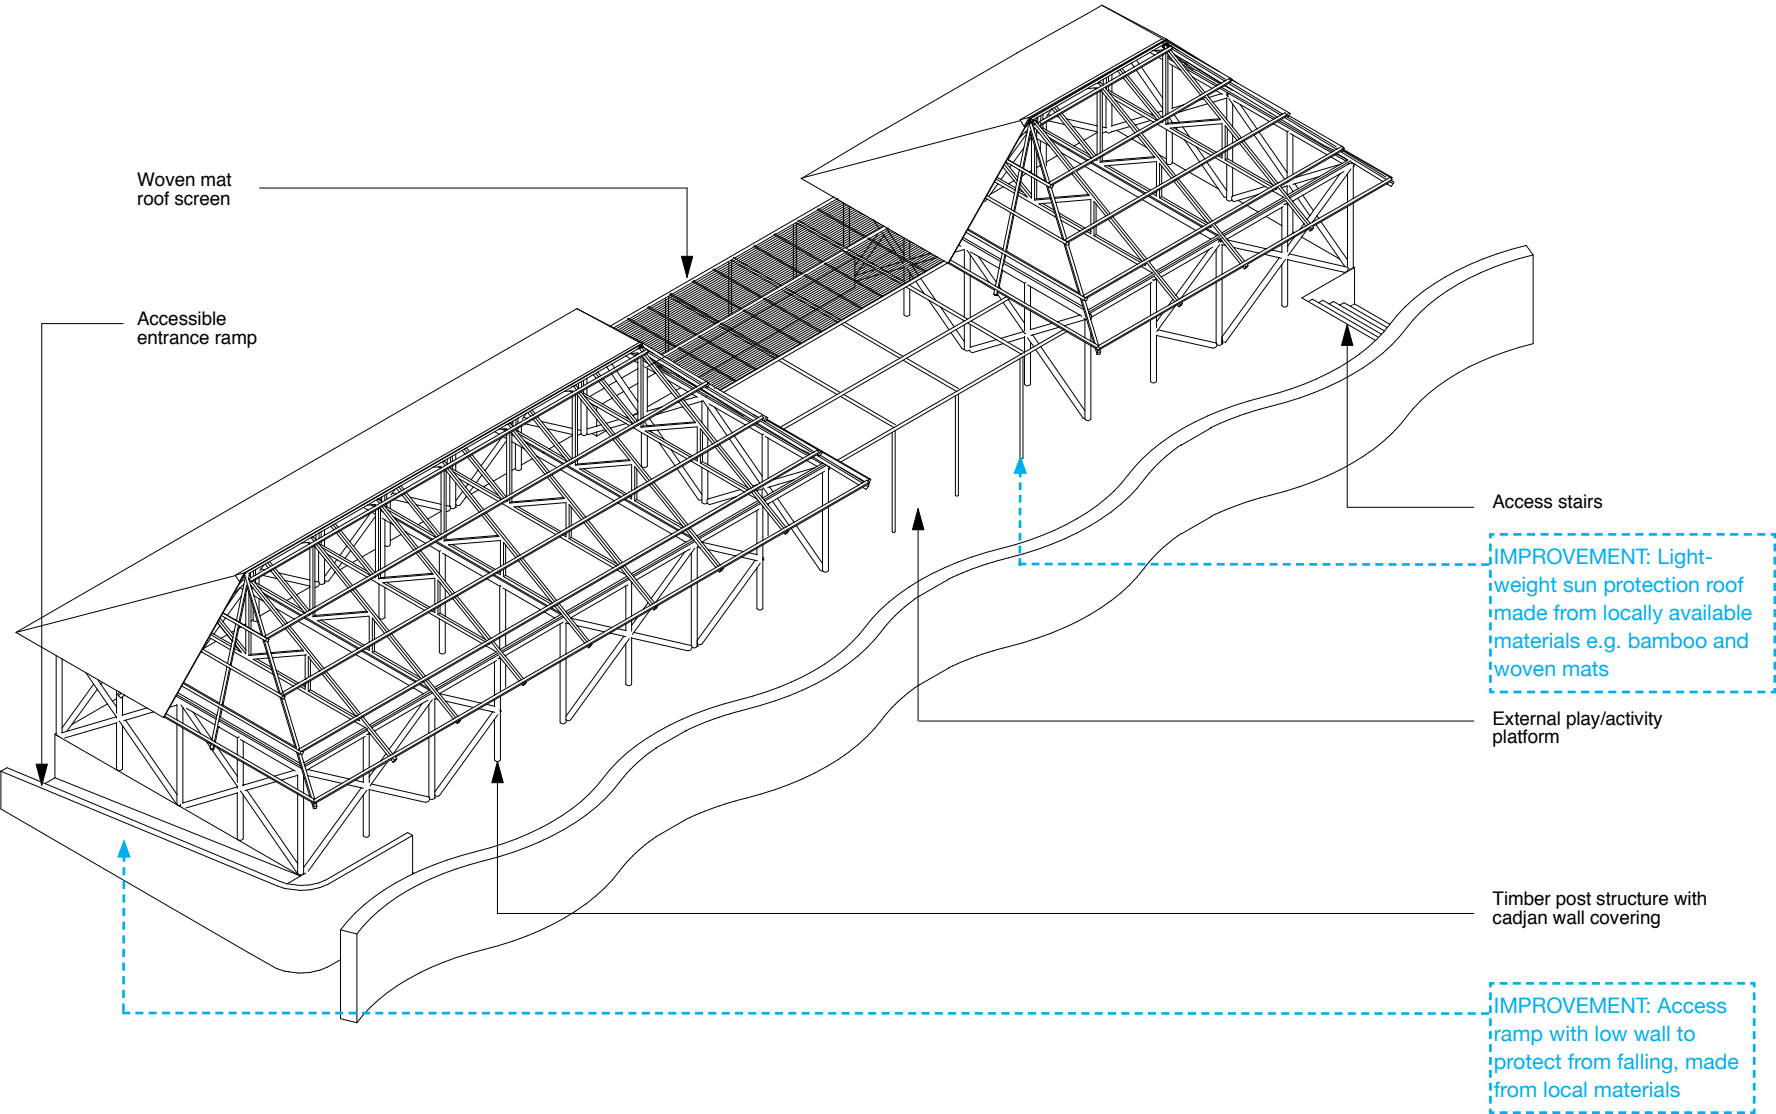 Woven mat
roof screen
Accessible
entrance ramp
Access stairs
IMPROVEMENT: Light-
weight sun protection roof
made from locally available
materials e.g. bamboo and
woven mats
External play/activity
platform
Timber post structure with
cadjan wall covering
IMPROVEMENT: Access
ramp with low wall to
protect from falling, made
from local materials